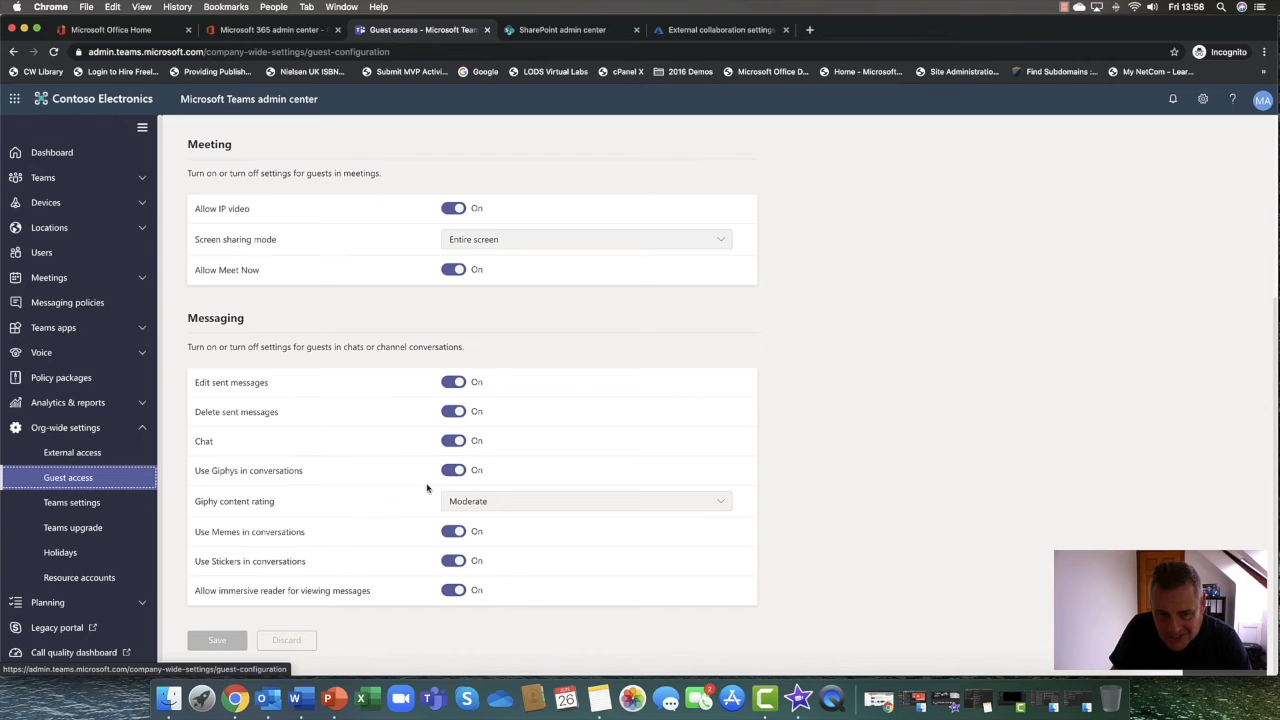 Chrome File Edit View History Bookmarks People Tab Window Help Fri 13:58
Microsoft Office Home Microsoft 365 admin center - Guest access - Microsoft Team SharePoint admin center External collaboration settings
admin.teams.microsoft.com/company-wide-settings/guest-configuration Incognito
CW Library Login to Hire Freel... Providing Publish... Nielsen UK ISBN... Submit MVP Activi... Google LODS Virtual Labs cPanel X 2016 Demos Microsoft Office D... Home - Microsoft... Site Administratio... Find Subdomains :... My NetCom - Lear... »
Contoso Electronics Microsoft Teams admin center ? MA
Dashboard
Teams
Devices
Locations
Users
Meetings
Messaging policies
Teams apps
Voice
Policy packages
Analytics & reports
Org-wide settings
External access
Guest access
Teams settings
Teams upgrade
Holidays
Resource accounts
Planning
Legacy portal
Call quality dashboard
Meeting
Turn on or turn off settings for guests in meetings.
Allow IP video On
Screen sharing mode Entire screen
Allow Meet Now On
Messaging
Turn on or turn off settings for guests in chats or channel conversations.
Edit sent messages On
Delete sent messages On
Chat On
Use Giphys in conversations On
Giphy content rating Moderate
Use Memes in conversations On
Use Stickers in conversations On
Allow immersive reader for viewing messages On
Save Discard
https://admin.teams.microsoft.com/company-wide-settings/guest-configuration
JUN
26
2